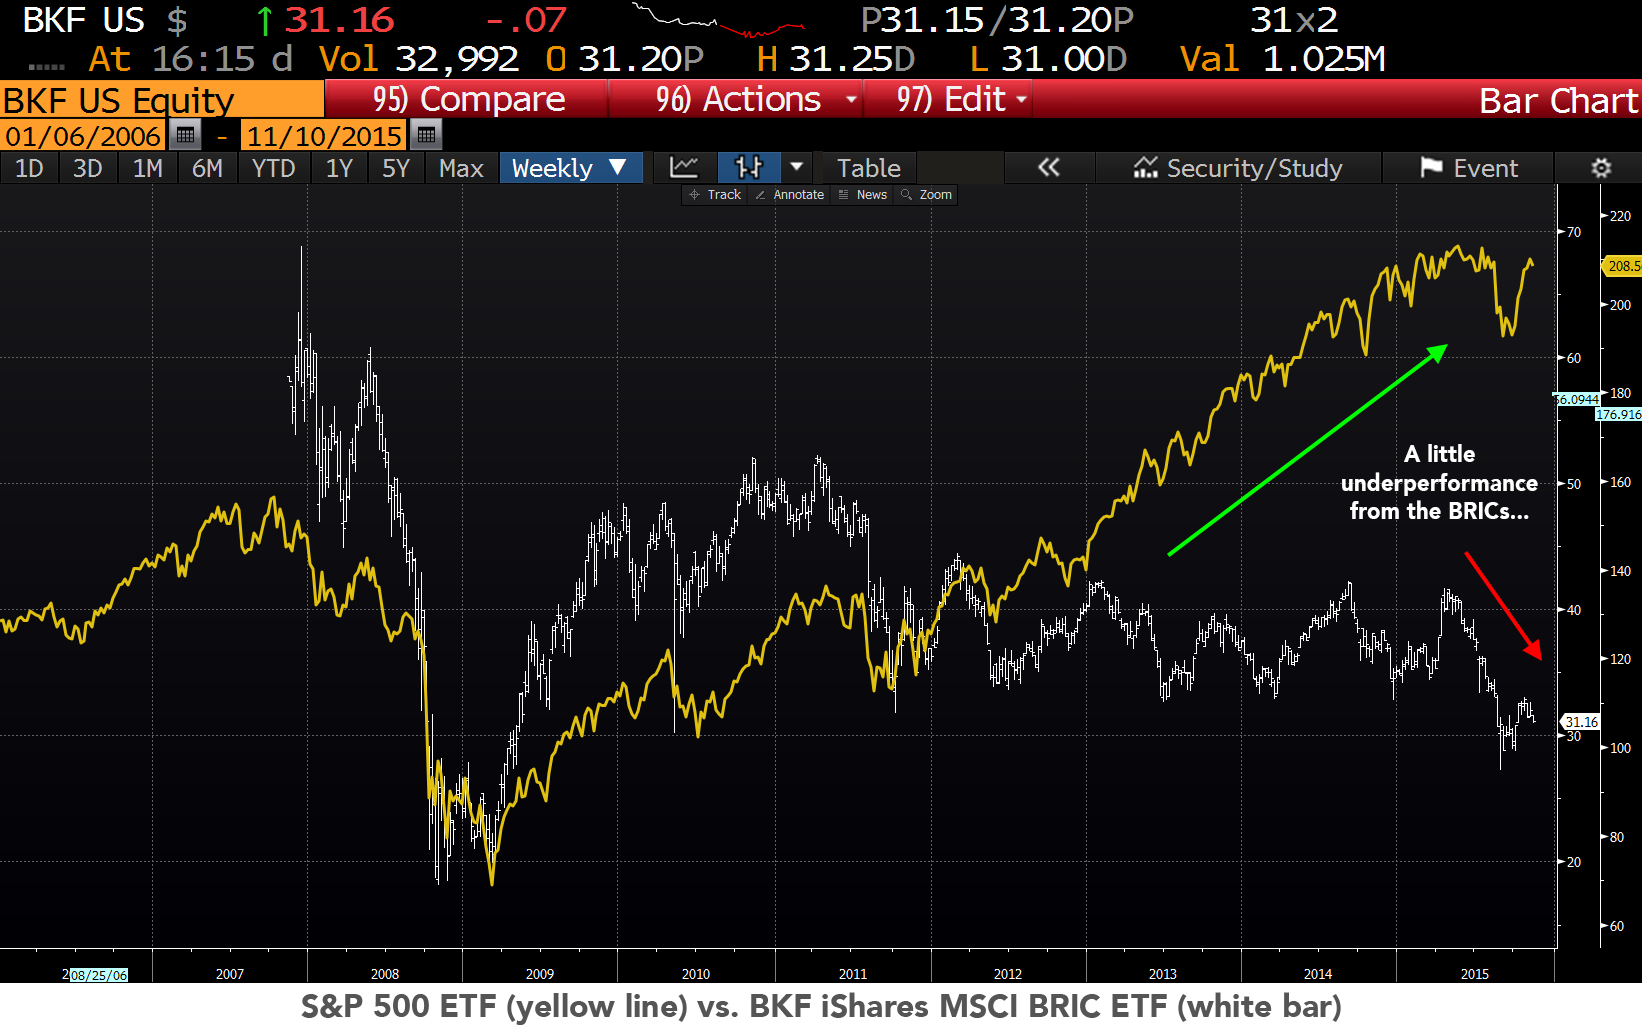 BKF US $ ↑ 31.16 -.07 P31.15/31.20P 31x2
At 16:15 d Vol 32,992 O 31.20P H 31.25D L 31.00D Val 1.025M
BKF US Equity 95) Compare 96) Actions 97) Edit Bar Chart
01/06/2006 - 11/10/2015
1D 3D 1M 6M YTD 1Y 5Y Max Weekly ▼ Table « Security/Study Event
Track Annotate News Zoom
220
70
208.5
200
60
180
56.0944
176.916
A little
underperformance
from the BRICs...
50
160
140
40
120
31.16
30
100
80
20
60
2 08/25/06 2007 2008 2009 2010 2011 2012 2013 2014 2015
S&P 500 ETF (yellow line) vs. BKF iShares MSCI BRIC ETF (white bar)